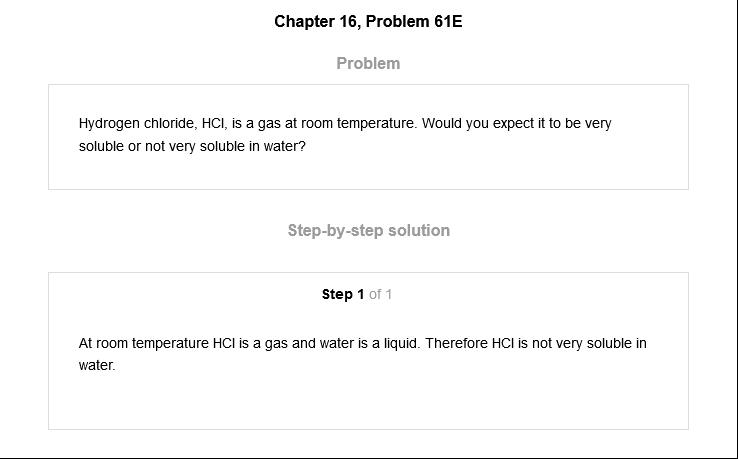 Chapter 16, Problem 61E
Problem
Hydrogen chloride, HCl, is a gas at room temperature. Would you expect it to be very
soluble or not very soluble in water?
Step-by-step solution
Step 1 of 1
At room temperature HCl is a gas and water is a liquid. Therefore HCl is not very soluble in
water.